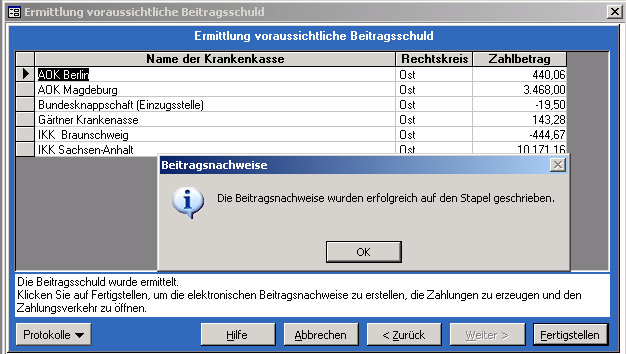 Ermittlung voraussichtliche Beitragsschuld
Ermittlung voraussichtliche Beitragsschuld
Name der Krankenkasse Rechtskreis Zahlbetrag
AOK Berlin Ost 440,06
AOK Magdeburg Ost 3.468,00
Bundesknappschaft (Einzugsstelle) Ost -19,50
Gärtner Krankenasse Ost 143,28
IKK Braunschweig Ost -444,67
IKK Sachsen-Anhalt Ost 10.171,16
Beitragsnachweise
Die Beitragsnachweise wurden erfolgreich auf den Stapel geschrieben.
OK
Die Beitragsschuld wurde ermittelt.
Klicken Sie auf Fertigstellen, um die elektronischen Beitragsnachweise zu erstellen, die Zahlungen zu erzeugen und den
Zahlungsverkehr zu öffnen.
Protokolle Hilfe Abbrechen < Zurück Weiter > Fertigstellen